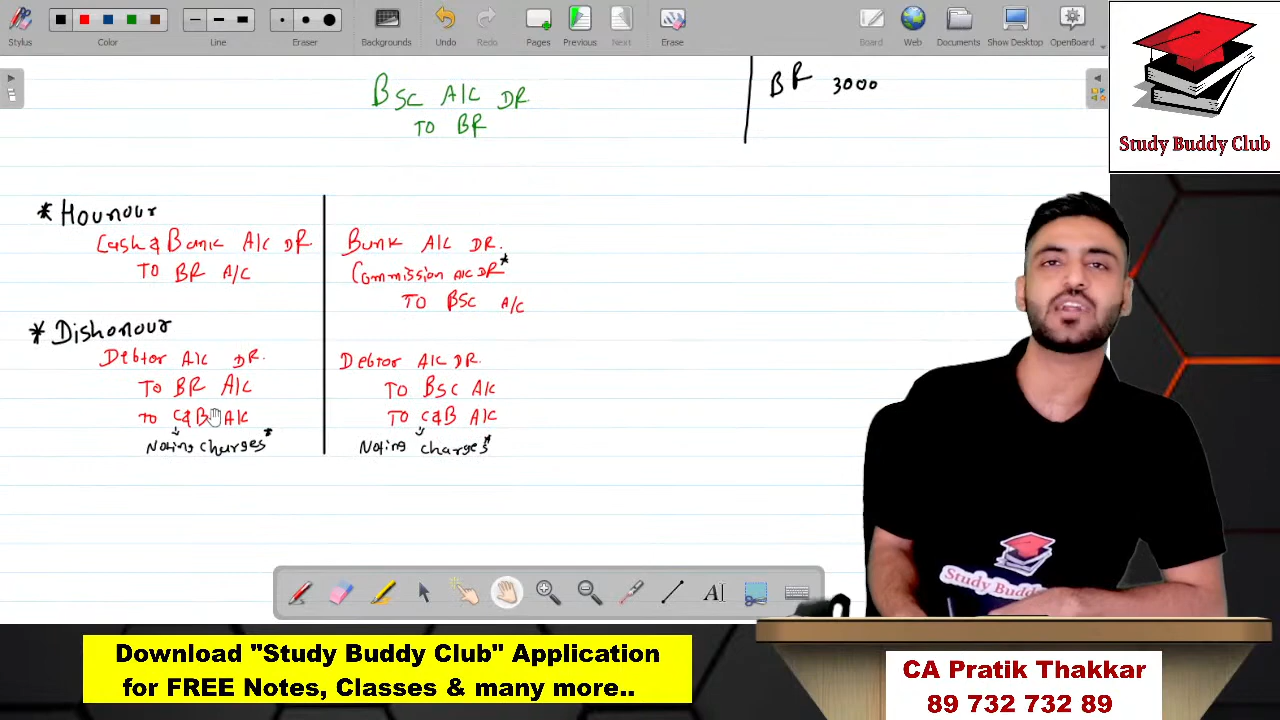 Stylus
Color
Line
Eraser
Backgrounds
Undo
Redo
Pages
Previous
Next
Erase
Board
Web
Documents
Show Desktop
OpenBoard
Study Buddy Club
BSC A/C DR
TO BR
BR 3000
* Hounour
Cash & Bank A/C DR
TO BR A/C
Bank A/C DR.
Commission A/C DR*
TO BSC A/C
* Dishonour
Debtor A/C DR.
TO BR A/C
TO C&B A/C
Noting charges*
Debtor A/C DR.
TO BSC A/C
TO C&B A/C
Noting charges*
Study Buddy
Download "Study Buddy Club" Application
for FREE Notes, Classes & many more..
CA Pratik Thakkar
89 732 732 89